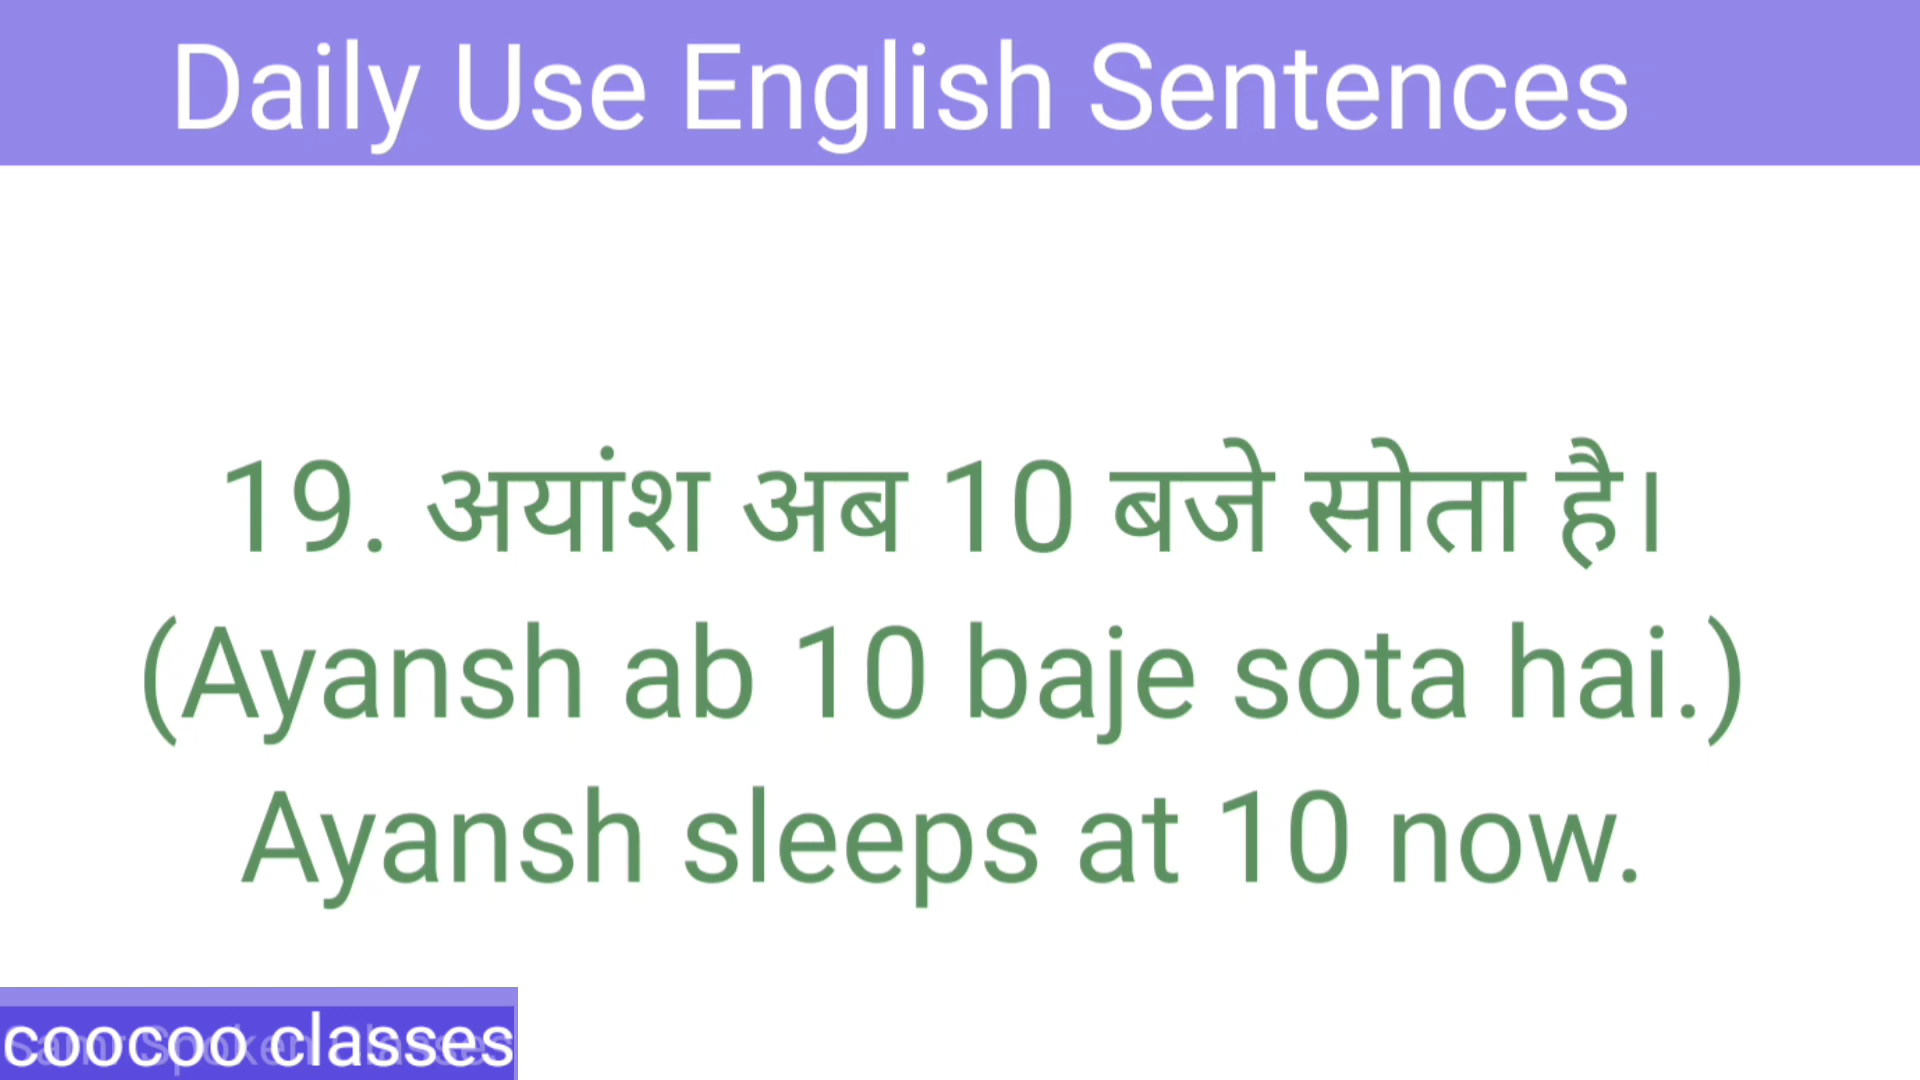 Daily Use English Sentences
19. अयांश अब 10 बजे सोता है।
(Ayansh ab 10 baje sota hai.)
Ayansh sleeps at 10 now.
coocoo classes